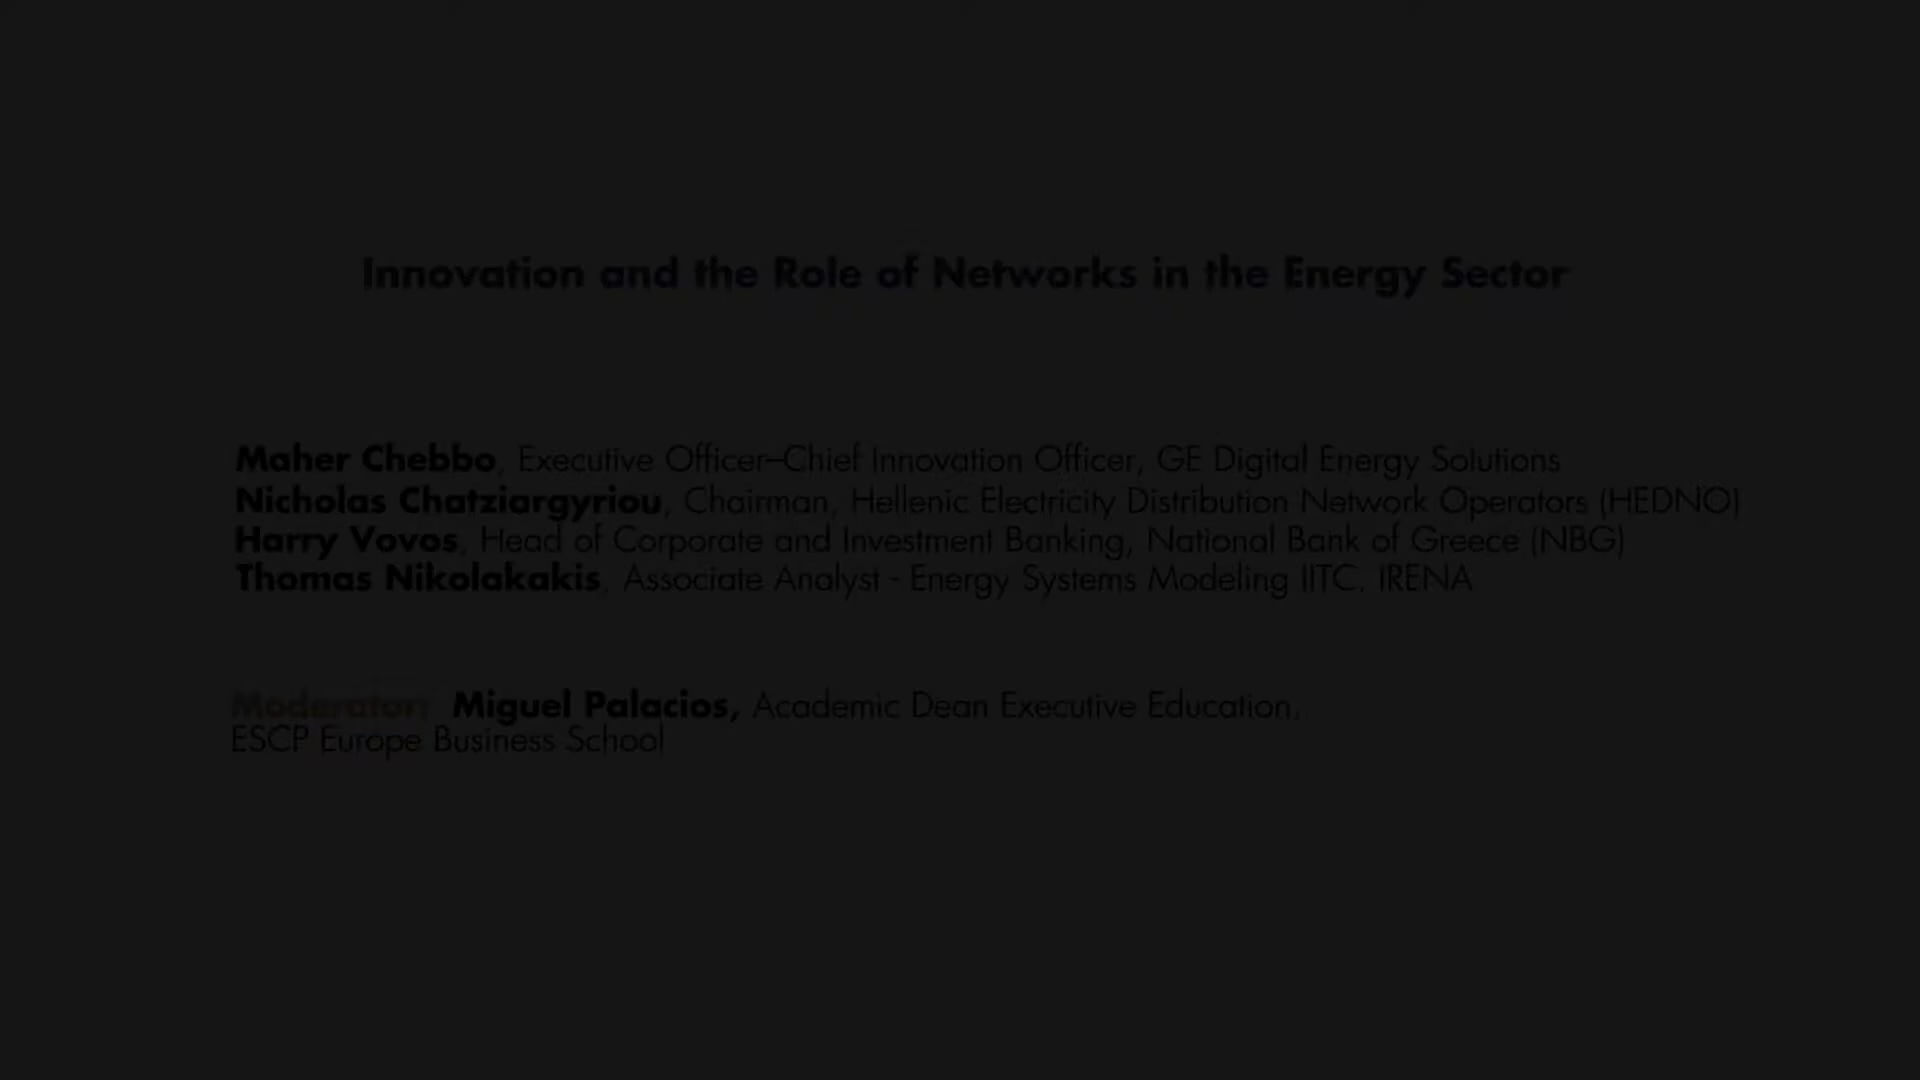 Innovation and the Role of Networks in the Energy Sector
Maher Chebbo, Executive Officer–Chief Innovation Officer, GE Digital Energy Solutions
Nicholas Chatziargyriou, Chairman, Hellenic Electricity Distribution Network Operators (HEDNO)
Harry Vovos, Head of Corporate and Investment Banking, National Bank of Greece (NBG)
Thomas Nikolakakis, Associate Analyst - Energy Systems Modeling IITC, IRENA
Moderator: Miguel Palacios, Academic Dean Executive Education,
ESCP Europe Business School